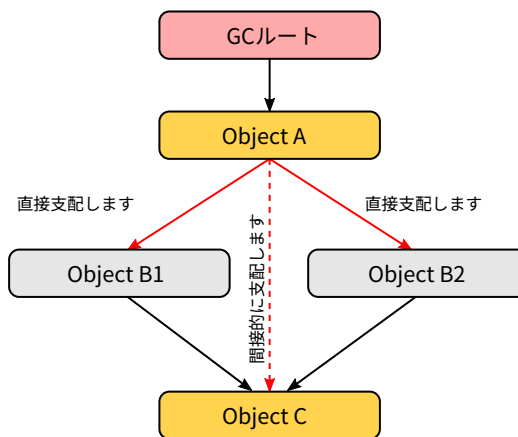 GCルート
Object A
直接支配します
直接支配します
間接的に支配します
Object B1
Object B2
Object C